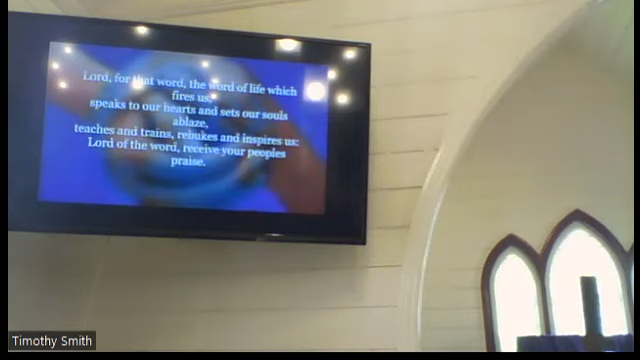 Lord, for that word, the word of life which
fires us,
speaks to our hearts and sets our souls
ablaze,
teaches and trains, rebukes and inspires us:
Lord of the word, receive your peoples
praise.
Timothy Smith